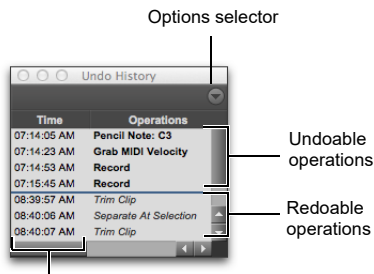 Options selector
Undo History
Time Operations
07:14:05 AM Pencil Note: C3
07:14:23 AM Grab MIDI Velocity
07:14:53 AM Record
07:15:45 AM Record
Undoable
operations
08:39:57 AM Trim Clip
08:40:06 AM Separate At Selection
08:40:07 AM Trim Clip
Redoable
operations